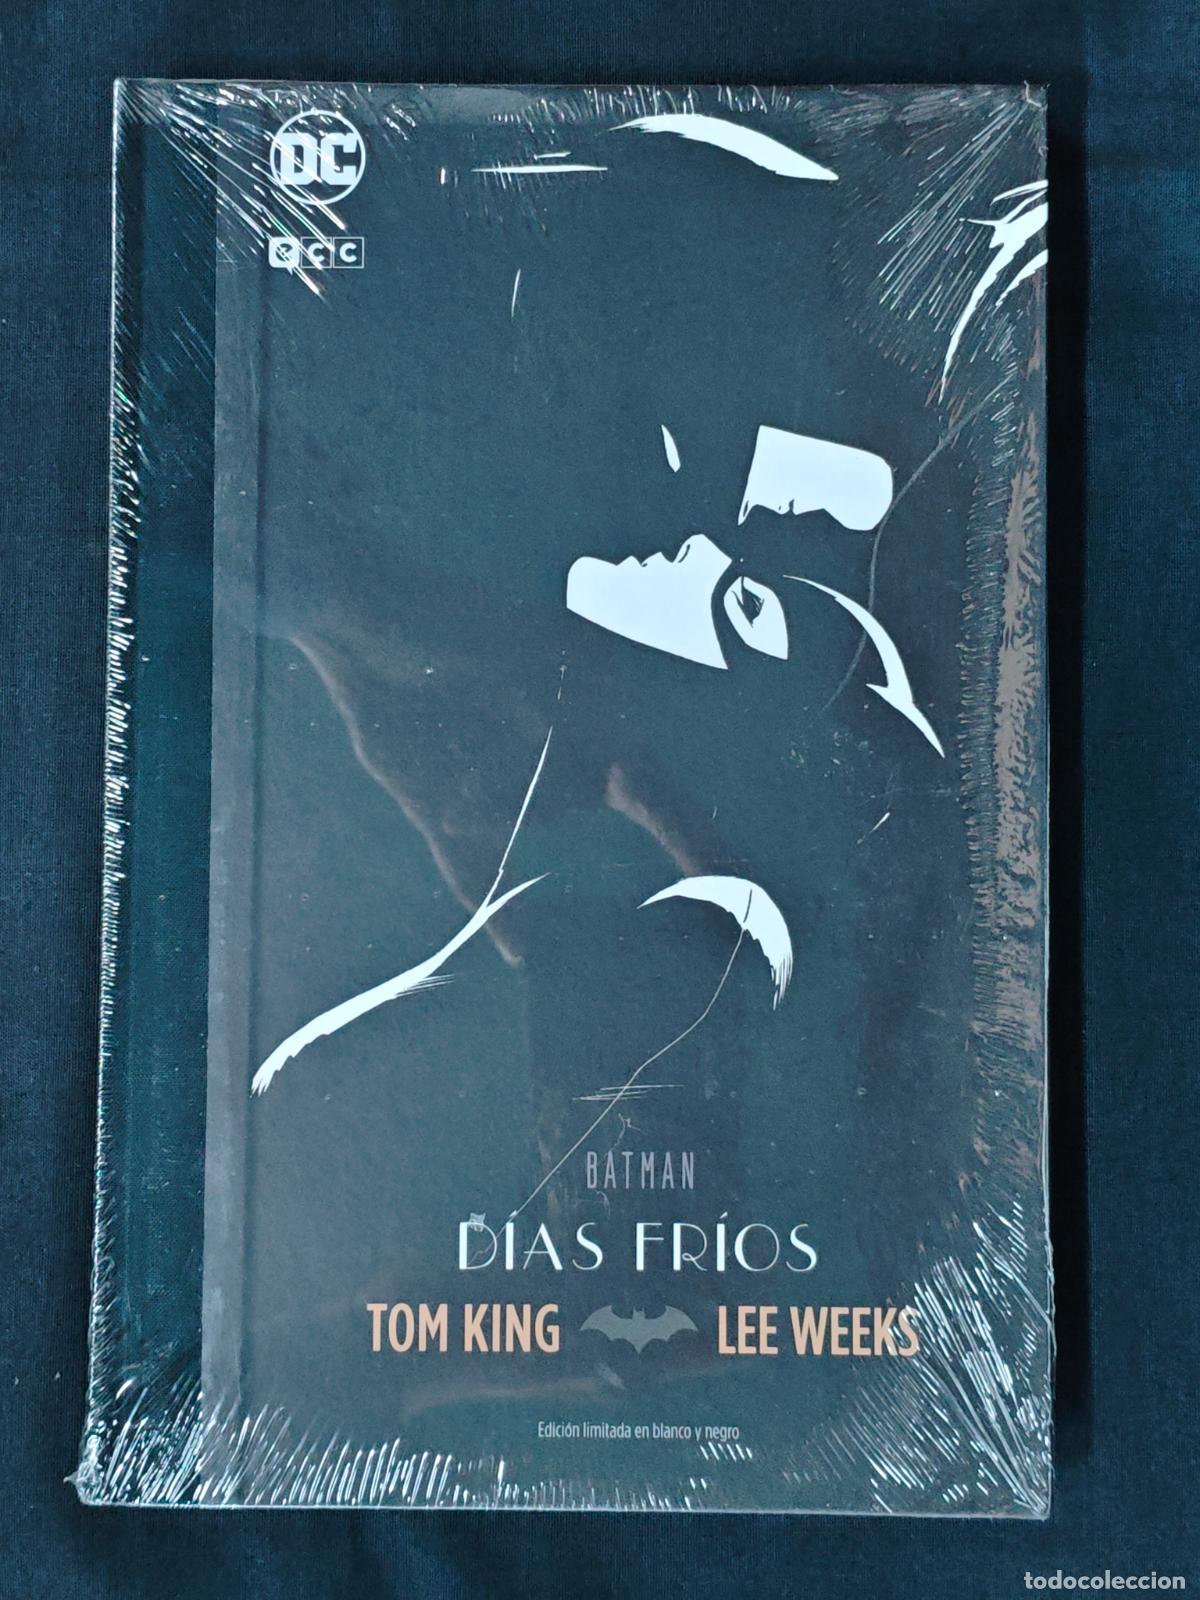 DC
ecc
BATMAN
DÍAS FRÍOS
TOM KING LEE WEEKS
Edición limitada en blanco y negro
todocoleccion